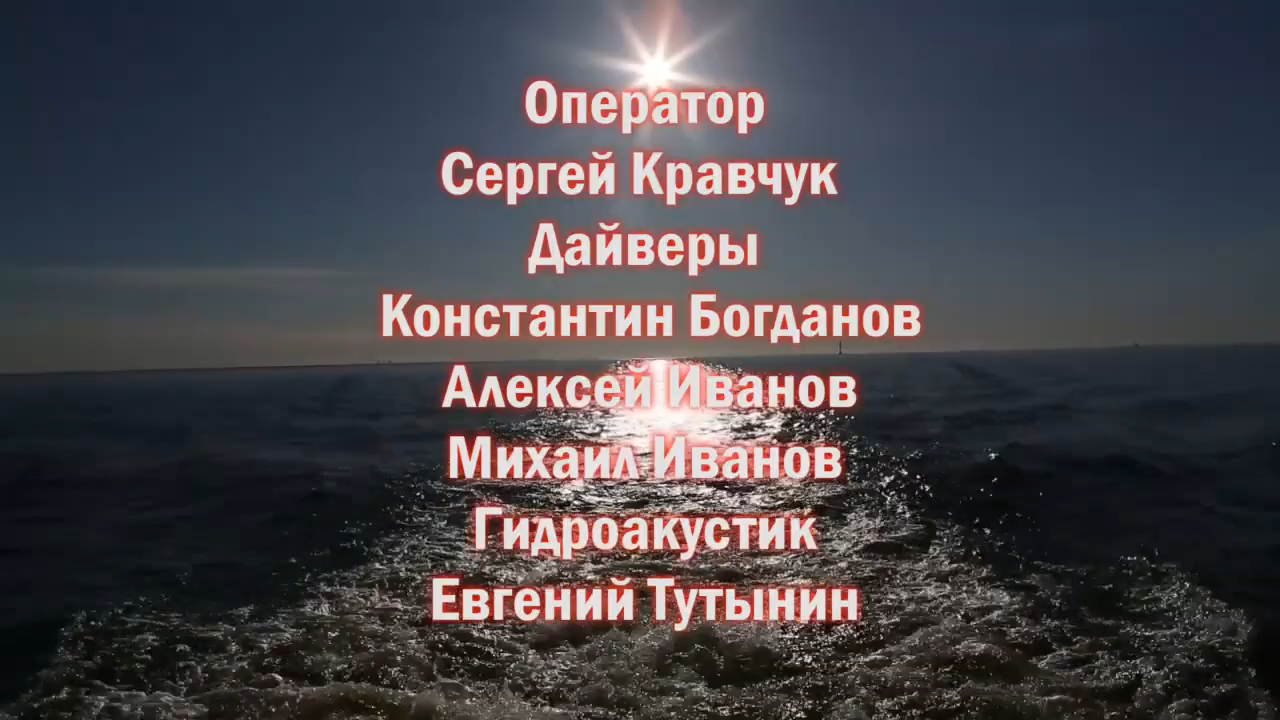 Оператор
Сергей Кравчук
Дайверы
Константин Богданов
Алексей Иванов
Михаил Иванов
Гидроакустик
Евгений Тутынин